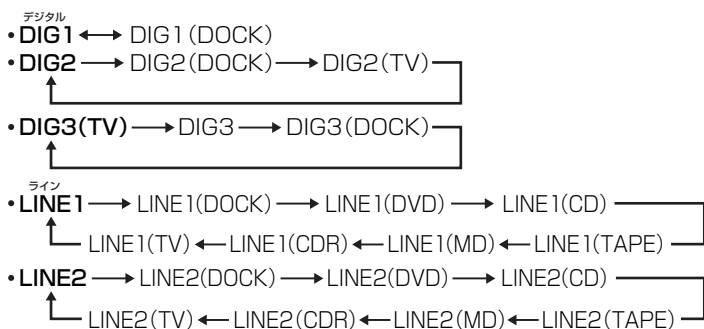 デジタル
•DIG1 ←→ DIG1(DOCK)
•DIG2 → DIG2(DOCK) → DIG2(TV)
•DIG3(TV) → DIG3 → DIG3(DOCK)
ライン
•LINE1 → LINE1(DOCK) → LINE1(DVD) → LINE1(CD)
LINE1(TV) ← LINE1(CDR) ← LINE1(MD) ← LINE1(TAPE)
•LINE2 → LINE2(DOCK) → LINE2(DVD) → LINE2(CD)
LINE2(TV) ← LINE2(CDR) ← LINE2(MD) ← LINE2(TAPE)